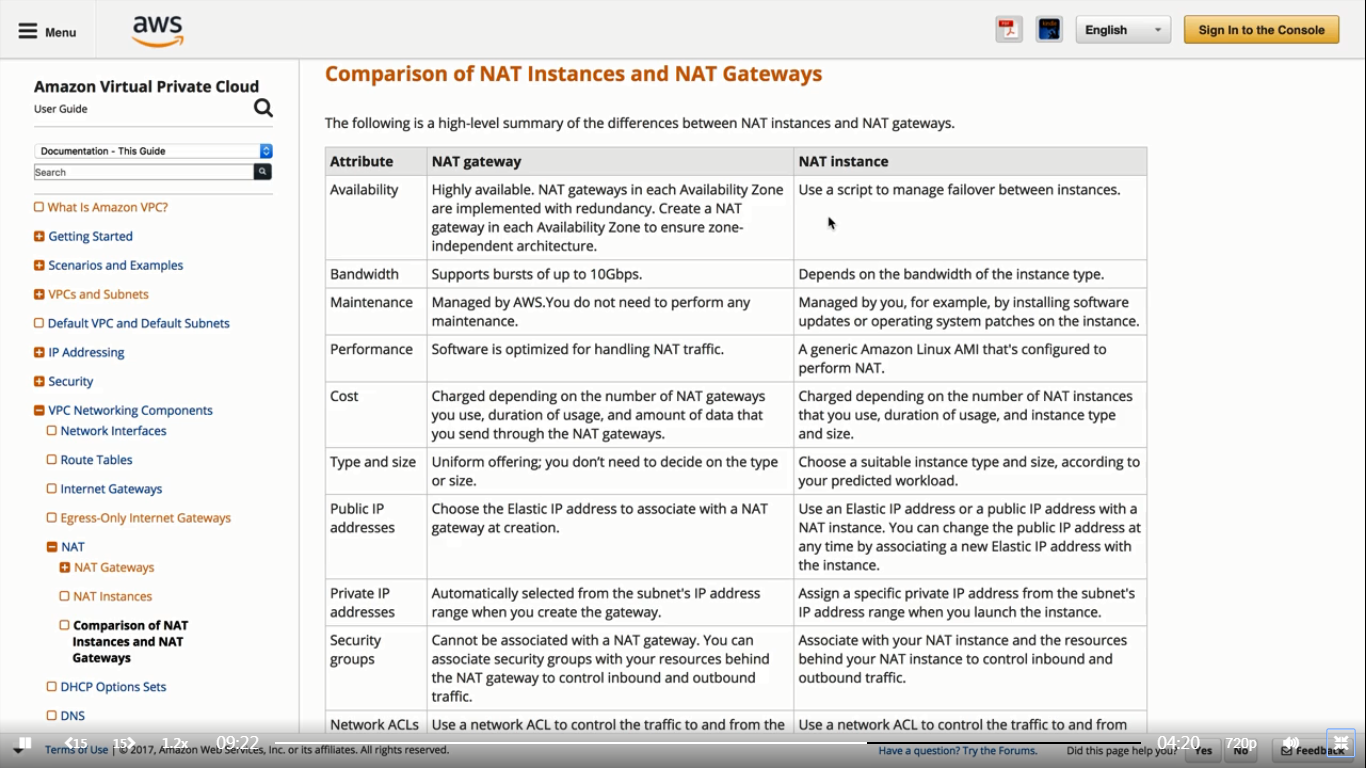 Menu
aws
English
Sign In to the Console
Amazon Virtual Private Cloud
User Guide
Documentation - This Guide
Search
What Is Amazon VPC?
Getting Started
Scenarios and Examples
VPCs and Subnets
Default VPC and Default Subnets
IP Addressing
Security
VPC Networking Components
Network Interfaces
Route Tables
Internet Gateways
Egress-Only Internet Gateways
NAT
NAT Gateways
NAT Instances
Comparison of NAT
Instances and NAT
Gateways
DHCP Options Sets
DNS
Comparison of NAT Instances and NAT Gateways
The following is a high-level summary of the differences between NAT instances and NAT gateways.
Attribute NAT gateway NAT instance
Availability Highly available. NAT gateways in each Availability Zone Use a script to manage failover between instances.
are implemented with redundancy. Create a NAT
gateway in each Availability Zone to ensure zone-
independent architecture.
Bandwidth Supports bursts of up to 10Gbps. Depends on the bandwidth of the instance type.
Maintenance Managed by AWS.You do not need to perform any Managed by you, for example, by installing software
maintenance. updates or operating system patches on the instance.
Performance Software is optimized for handling NAT traffic. A generic Amazon Linux AMI that's configured to
perform NAT.
Cost Charged depending on the number of NAT gateways Charged depending on the number of NAT instances
you use, duration of usage, and amount of data that that you use, duration of usage, and instance type
you send through the NAT gateways. and size.
Type and size Uniform offering; you don't need to decide on the type Choose a suitable instance type and size, according to
or size. your predicted workload.
Public IP Choose the Elastic IP address to associate with a NAT Use an Elastic IP address or a public IP address with a
addresses gateway at creation. NAT instance. You can change the public IP address at
any time by associating a new Elastic IP address with
the instance.
Private IP Automatically selected from the subnet's IP address Assign a specific private IP address from the subnet's
addresses range when you create the gateway. IP address range when you launch the instance.
Security Cannot be associated with a NAT gateway. You can Associate with your NAT instance and the resources
groups associate security groups with your resources behind behind your NAT instance to control inbound and
the NAT gateway to control inbound and outbound outbound traffic.
traffic.
Network ACLs Use a network ACL to control the traffic to and from the Use a network ACL to control the traffic to and from
15 15 1.2x 09:22 04:20 720p
Terms of Use | © 2017, Amazon Web Services, Inc. or its affiliates. All rights reserved. Have a question? Try the Forums. Did this page help you? Yes No Feedback